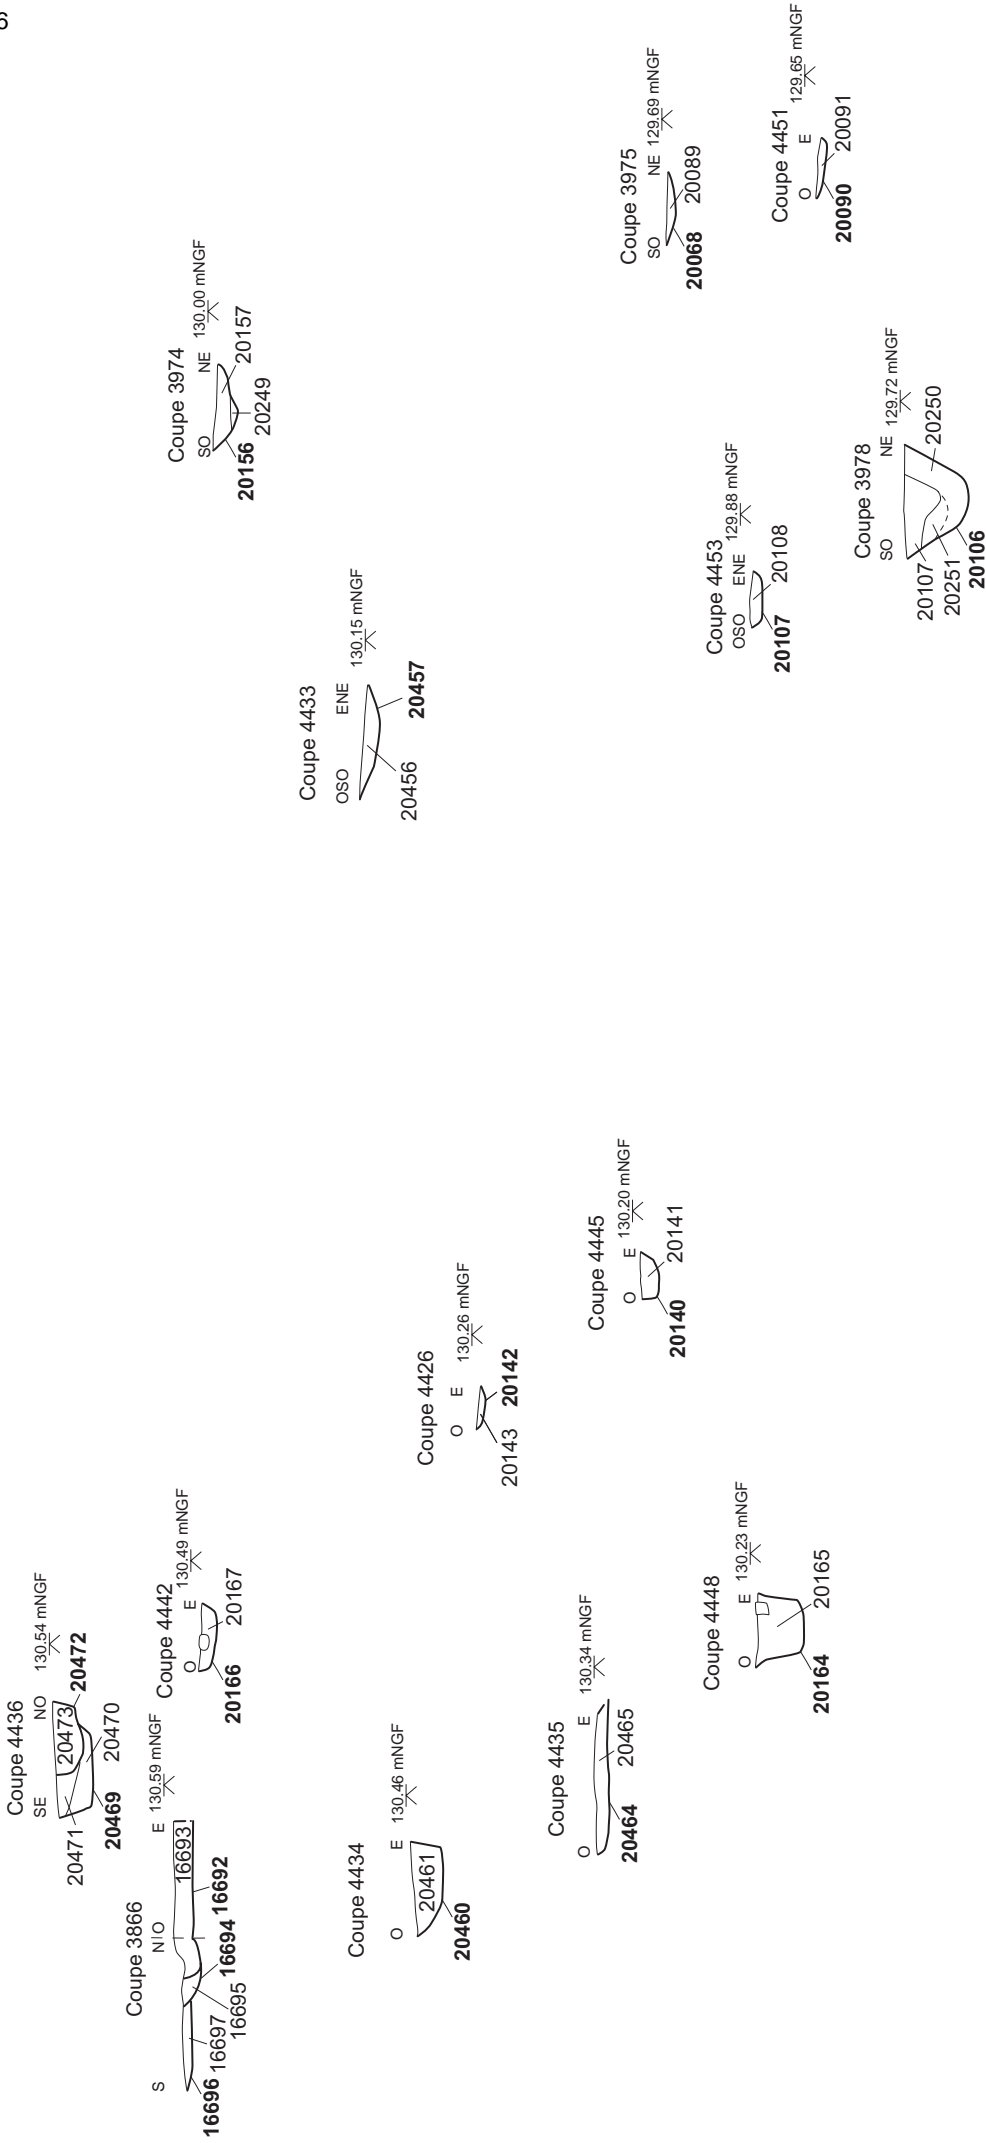 6
Coupe 4436
SE NO 130.54 mNGF
20471
20473
20469
20470
20472
Coupe 3866
S N O E 130.59 mNGF
16693
16696
16697
16695
16694
16692
Coupe 4442
O E 130.49 mNGF
20166
20167
Coupe 3974
SO NE 130.00 mNGF
20156
20249
20157
Coupe 4433
OSO ENE 130.15 mNGF
20456
20457
Coupe 4434
O E 130.46 mNGF
20461
20460
Coupe 4426
O E 130.26 mNGF
20143
20142
Coupe 4435
O E 130.34 mNGF
20464
20465
Coupe 4445
O E 130.20 mNGF
20140
20141
Coupe 3975
SO NE 129.69 mNGF
20068
20089
Coupe 4448
O E 130.23 mNGF
20164
20165
Coupe 4453
OSO ENE 129.88 mNGF
20107
20108
Coupe 4451
O E 129.65 mNGF
20090
20091
Coupe 3978
SO NE 129.72 mNGF
20107
20251
20106
20250